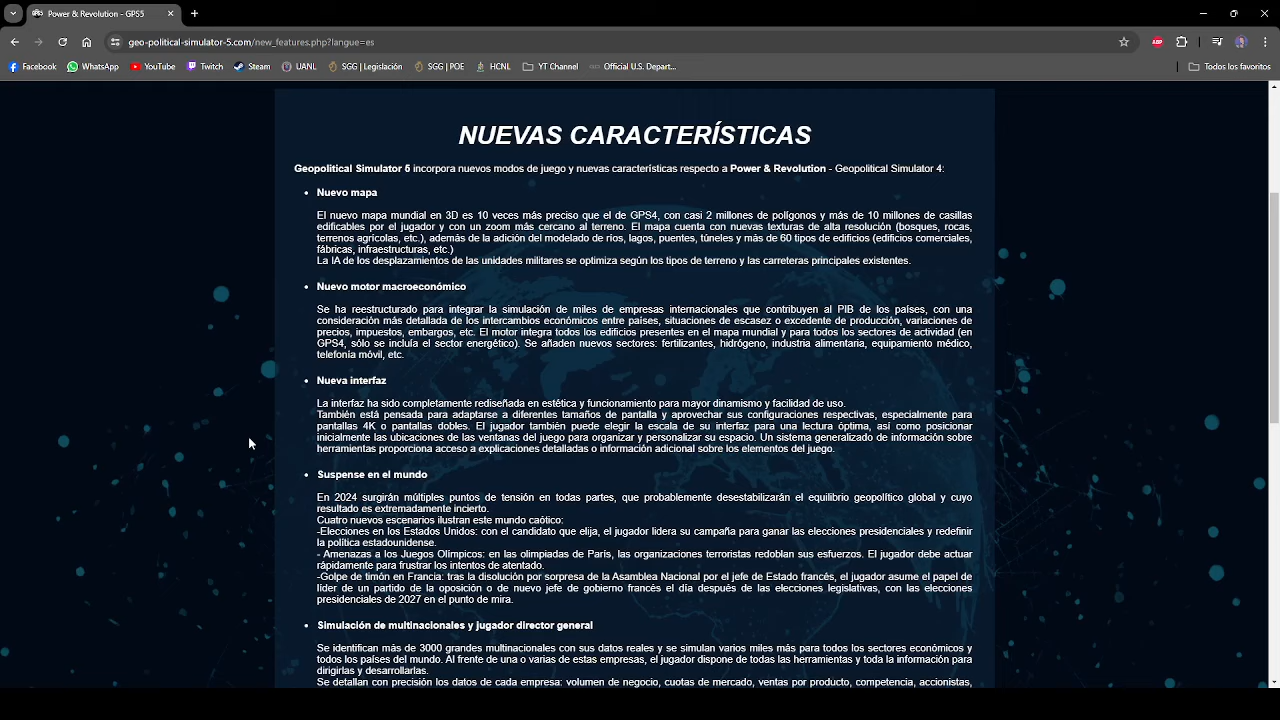 Power & Revolution - GPS5
geo-political-simulator-5.com/new_features.php?langue=es
ABP
Facebook
WhatsApp
YouTube
Twitch
Steam
UANL
SGG | Legislación
SGG | POE
HCNL
YT Channel
Official U.S. Depart...
Todos los favoritos
NUEVAS CARACTERÍSTICAS
Geopolitical Simulator 5 incorpora nuevos modos de juego y nuevas características respecto a Power & Revolution - Geopolitical Simulator 4:
• Nuevo mapa
El nuevo mapa mundial en 3D es 10 veces más preciso que el de GPS4, con casi 2 millones de polígonos y más de 10 millones de casillas
edificables por el jugador y con un zoom más cercano al terreno. El mapa cuenta con nuevas texturas de alta resolución (bosques, rocas,
terrenos agrícolas, etc.), además de la adición del modelado de ríos, lagos, puentes, túneles y más de 60 tipos de edificios (edificios comerciales,
fábicas, infraestructuras, etc.)
La IA de los desplazamientos de las unidades militares se optimiza según los tipos de terreno y las carreteras principales existentes.
• Nuevo motor macroeconómico
Se ha reestructurado para integrar la simulación de miles de empresas internacionales que contribuyen al PIB de los países, con una
consideración más detallada de los intercambios económicos entre países, situaciones de escasez o excedente de producción, variaciones de
precios, impuestos, embargos, etc. El motor integra todos los edificios presentes en el mapa mundial y para todos los sectores de actividad (en
GPS4, sólo se incluía el sector energético). Se añaden nuevos sectores: fertilizantes, hidrógeno, industria alimentaria, equipamiento médico,
telefonía móvil, etc.
• Nueva interfaz
La interfaz ha sido completamente rediseñada en estética y funcionamiento para mayor dinamismo y facilidad de uso.
También está pensada para adaptarse a diferentes tamaños de pantalla y aprovechar sus configuraciones respectivas, especialmente para
pantallas 4K o pantallas dobles. El jugador también puede elegir la escala de su interfaz para una lectura óptima, así como posicionar
inicialmente las ubicaciones de las ventanas del juego para organizar y personalizar su espacio. Un sistema generalizado de información sobre
herramientas proporciona acceso a explicaciones detalladas o información adicional sobre los elementos del juego.
• Suspense en el mundo
En 2024 surgirán múltiples puntos de tensión en todas partes, que probablemente desestabilizarán el equilibrio geopolítico global y cuyo
resultado es extremadamente incierto.
Cuatro nuevos escenarios ilustran este mundo caótico:
-Elecciones en los Estados Unidos: con el candidato que elija, el jugador lidera su campaña para ganar las elecciones presidenciales y redefinir
la política estadounidense.
- Amenazas a los Juegos Olímpicos: en las olimpiadas de París, las organizaciones terroristas redoblan sus esfuerzos. El jugador debe actuar
rápidamente para frustrar los intentos de atentado.
-Golpe de timón en Francia: tras la disolución por sorpresa de la Asamblea Nacional por el jefe de Estado francés, el jugador asume el papel de
líder de un partido de la oposición o de nuevo jefe de gobierno francés el día después de las elecciones legislativas, con las elecciones
presidenciales de 2027 en el punto de mira.
• Simulación de multinacionales y jugador director general
Se identifican más de 3000 grandes multinacionales con sus datos reales y se simulan varios miles más para todos los sectores económicos y
todos los países del mundo. Al frente de una o varias de estas empresas, el jugador dispone de todas las herramientas y toda la información para
dirigirlas y desarrollarlas.
Se detallan con precisión los datos de cada empresa: volumen de negocio, cuotas de mercado, ventas por producto, competencia, accionistas,